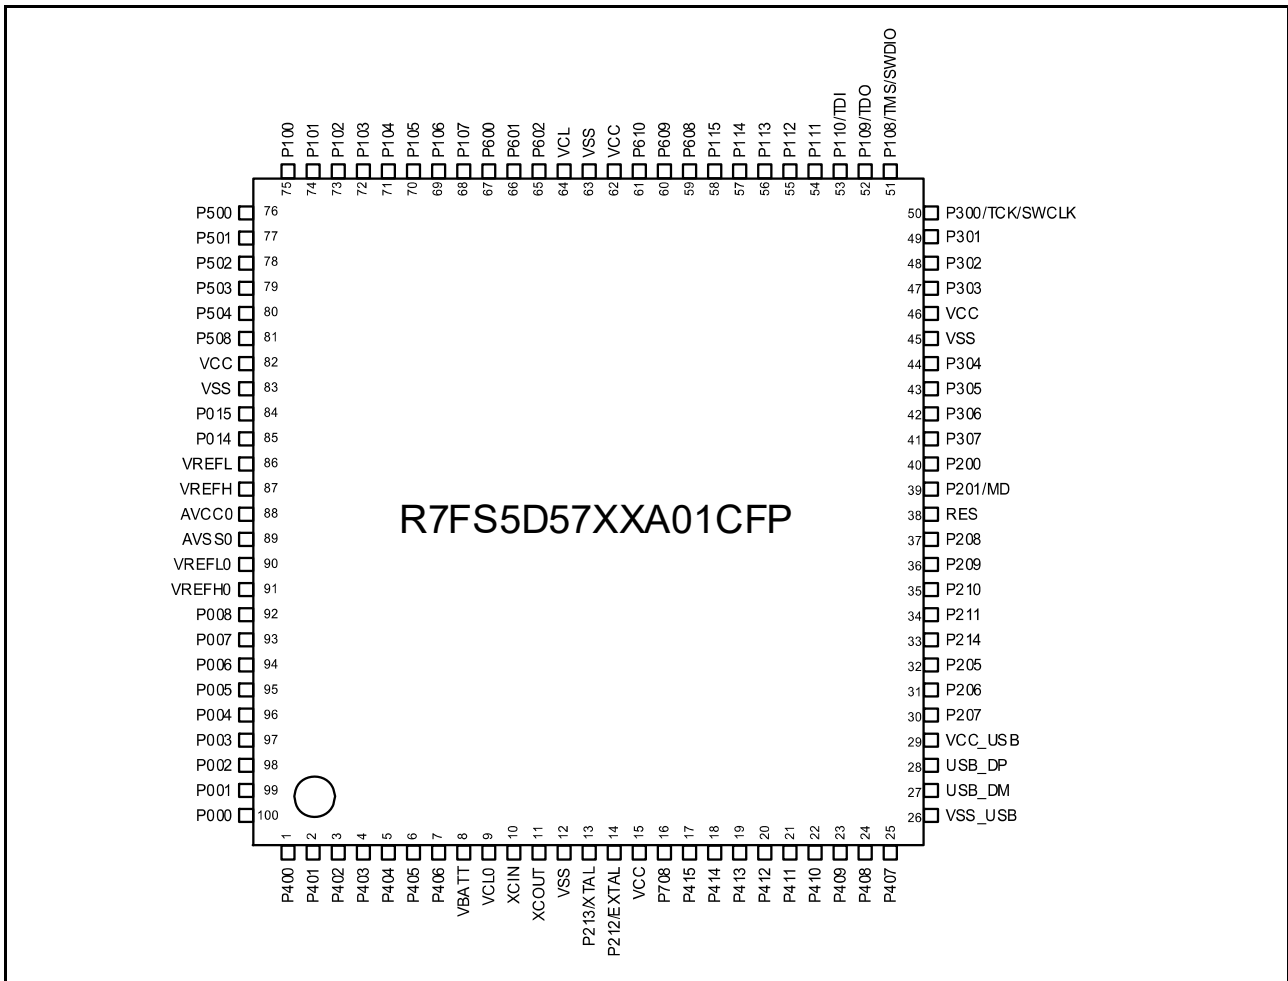 P100 P101 P102 P103 P104 P105 P106 P107 P600 P601 P602 VCL VSS VCC P610 P609 P608 P115 P114 P113 P112 P111 P110/TDI P109/TDO P108/TMS/SWDIO
75 74 73 72 71 70 69 68 67 66 65 64 63 62 61 60 59 58 57 56 55 54 53 52 51
P500 76 50 P300/TCK/SWCLK
P501 77 49 P301
P502 78 48 P302
P503 79 47 P303
P504 80 46 VCC
P508 81 45 VSS
VCC 82 44 P304
VSS 83 43 P305
P015 84 42 P306
P014 85 41 P307
VREFL 86 40 P200
VREFH 87 39 P201/MD
AVCC0 88 38 RES
R7FS5D57XXA01CFP
AVSS0 89 37 P208
VREFL0 90 36 P209
VREFH0 91 35 P210
P008 92 34 P211
P007 93 33 P214
P006 94 32 P205
P005 95 31 P206
P004 96 30 P207
P003 97 29 VCC_USB
P002 98 28 USB_DP
P001 99 27 USB_DM
P000 100 26 VSS_USB
1 2 3 4 5 6 7 8 9 10 11 12 13 14 15 16 17 18 19 20 21 22 23 24 25
P400 P401 P402 P403 P404 P405 P406 VBATT VCL0 XCIN XCOUT VSS P213/XTAL P212/EXTAL VCC P708 P415 P414 P413 P412 P411 P410 P409 P408 P407